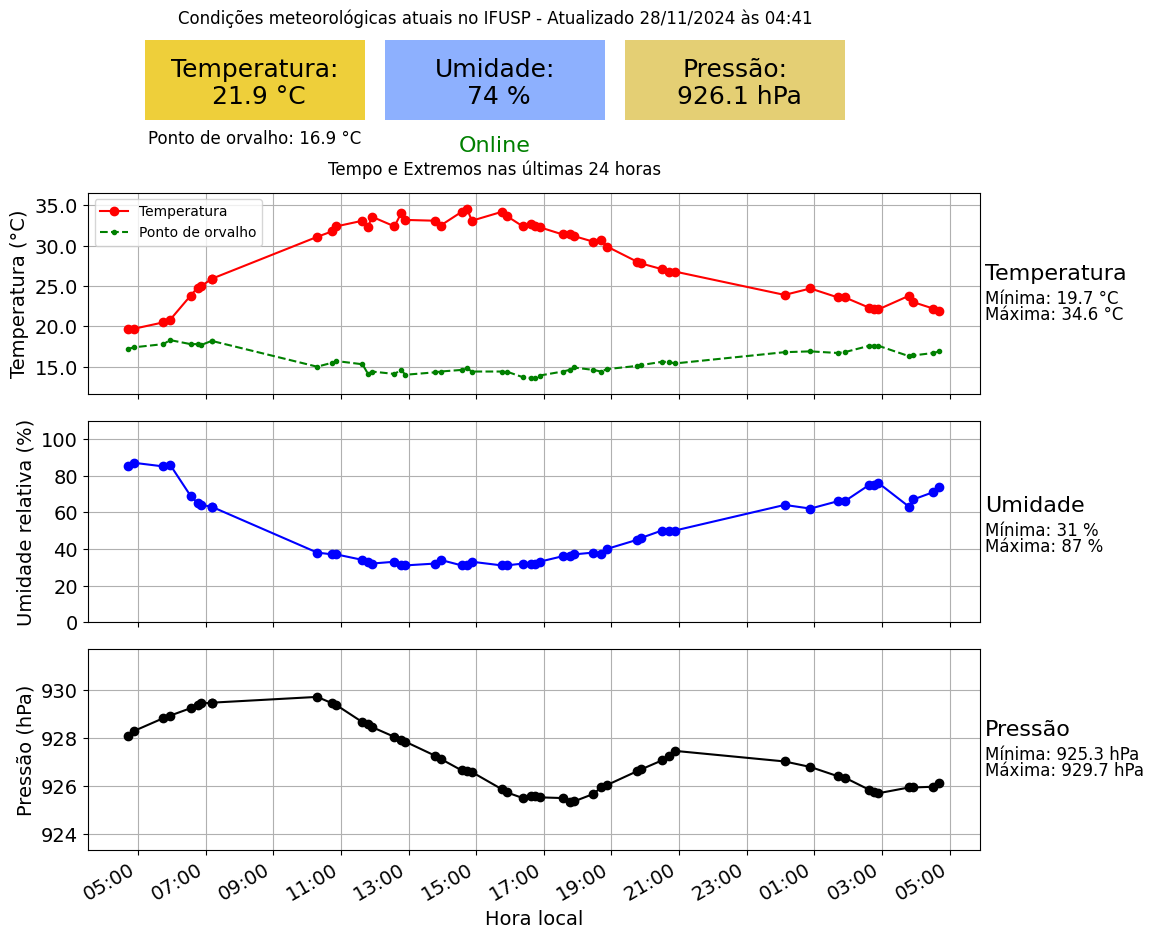 Condições meteorológicas atuais no IFUSP - Atualizado 28/11/2024 às 04:41
Temperatura:
21.9 °C
Umidade:
74 %
Pressão:
926.1 hPa
Ponto de orvalho: 16.9 °C
Online
Tempo e Extremos nas últimas 24 horas
Temperatura (°C)
35.0
30.0
25.0
20.0
15.0
Temperatura
Ponto de orvalho
Temperatura
Mínima: 19.7 °C
Máxima: 34.6 °C
Umidade relativa (%)
100
80
60
40
20
0
Umidade
Mínima: 31 %
Máxima: 87 %
Pressão (hPa)
930
928
926
924
Pressão
Mínima: 925.3 hPa
Máxima: 929.7 hPa
05:00 07:00 09:00 11:00 13:00 15:00 17:00 19:00 21:00 23:00 01:00 03:00 05:00
Hora local